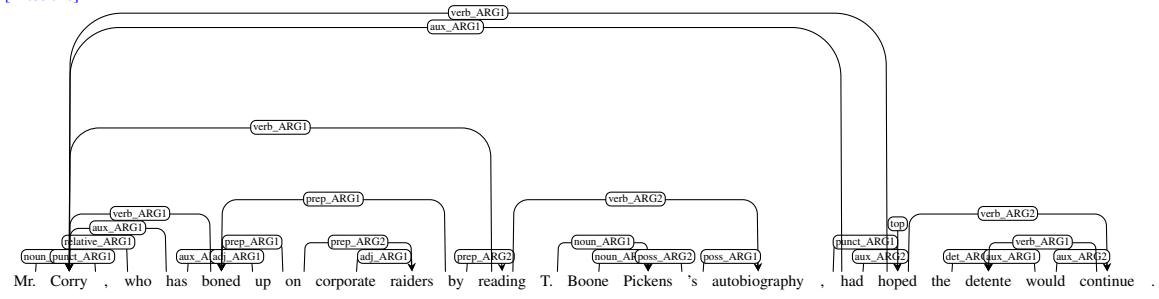 verb_ARG1
aux_ARG1
verb_ARG1
prep_ARG1 verb_ARG2
verb_ARG1 verb_ARG2
aux_ARG1 top
relative_ARG1 prep_ARG1 prep_ARG2 noun_ARG1 punct_ARG1 verb_ARG1
punct_ARG1 adj_ARG1 adj_ARG1 prep_ARG2 poss_ARG2 poss_ARG1 aux_ARG2 aux_ARG1 aux_ARG2
Mr. Corry , who has boned up on corporate raiders by reading T. Boone Pickens 's autobiography , had hoped the detente would continue .